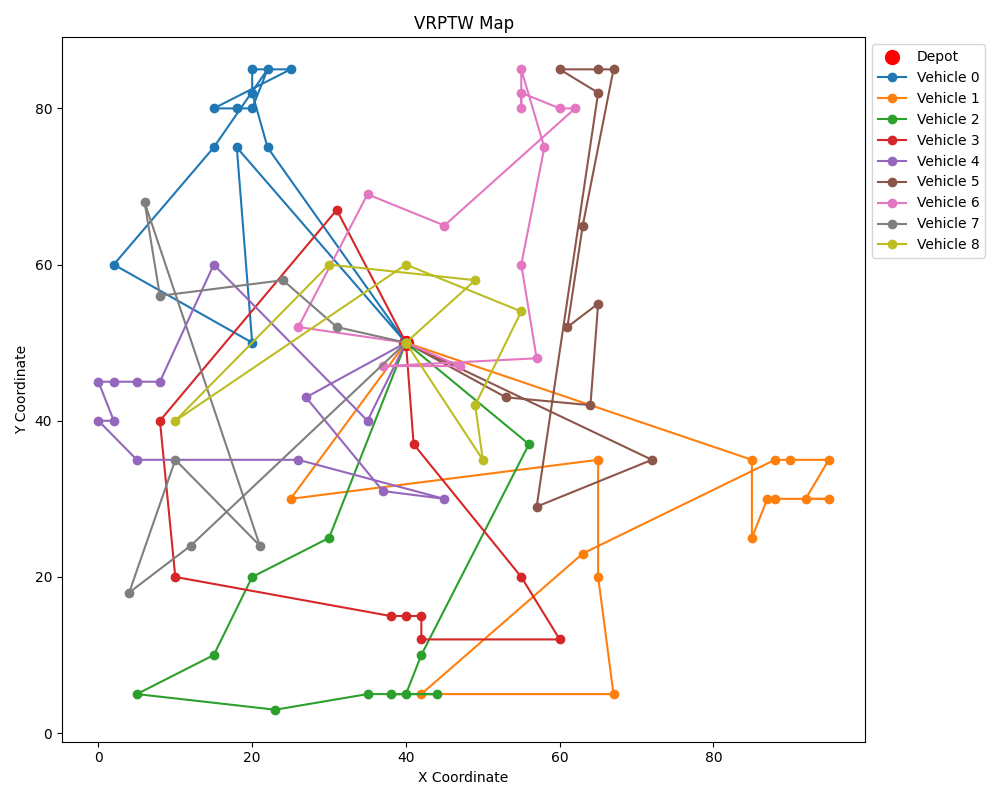 VRPTW Map
Depot
Vehicle 0
Vehicle 1
Vehicle 2
Vehicle 3
Vehicle 4
Vehicle 5
Vehicle 6
Vehicle 7
Vehicle 8
Y Coordinate
80
60
40
20
0
0 20 40 60 80
X Coordinate